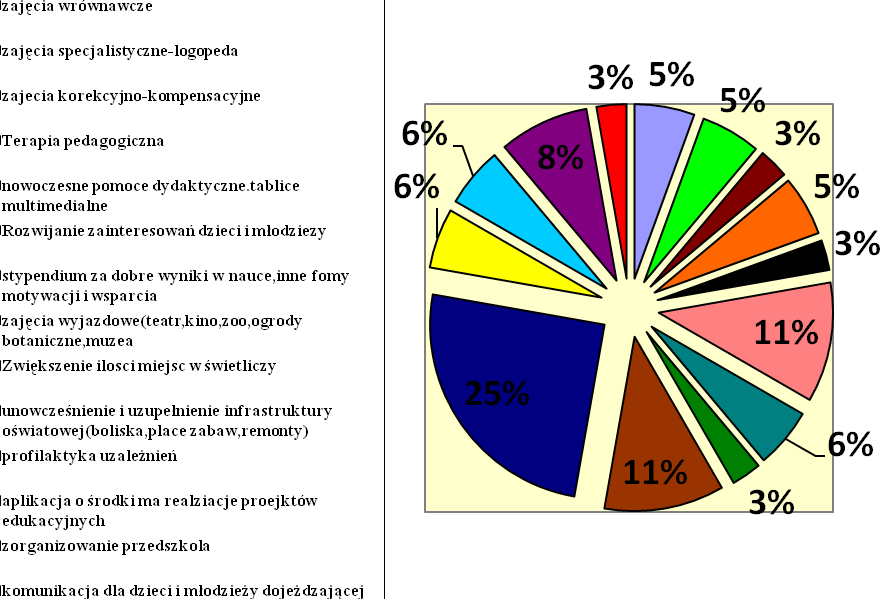 zajęcia wrównawcze
zajęcia specjalistyczne-logopeda
zajecia korekcyjno-kompensacyjne
Terapia pedagogiczna
nowoczesne pomoce dydaktyczne.tablice
multimedialne
Rozwijanie zainteresowań dzieci i młodziezy
stypendium za dobre wyniki w nauce,inne fomy
motywacji i wsparcia
zajęcia wyjazdowe(teatr,kino,zoo,ogrody
botaniczne,muzea
Zwiększenie ilosci miejsc w świetliczy
unowcześnienie i uzupełnienie infrastruktury
oświatowej(boliska,place zabaw,remonty)
profilaktyka uzależnień
aplikacja o środki ma realziacje proejktów
edukacyjnych
zorganizowanie przedszkola
komunikacja dla dzieci i młodzieży dojeżdzającej
3% 5%
5%
3%
5%
3%
11%
6%
3%
11%
25%
6%
6%
8%